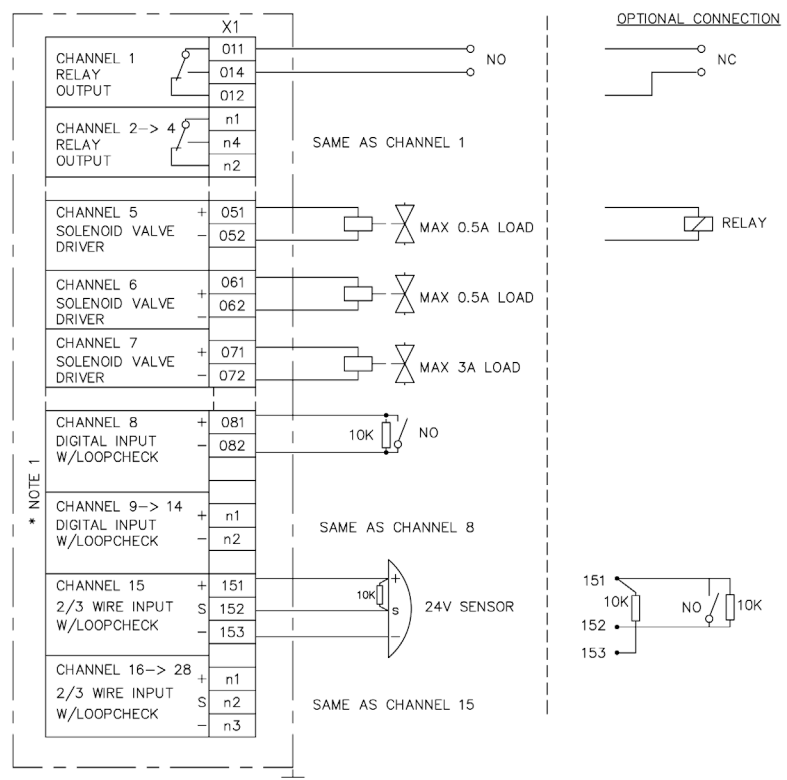 X1
OPTIONAL CONNECTION
CHANNEL 1
RELAY
OUTPUT
011
014
012
NO
NC
CHANNEL 2-> 4
RELAY
OUTPUT
n1
n4
n2
SAME AS CHANNEL 1
CHANNEL 5
SOLENOID VALVE
DRIVER
+ 051
- 052
MAX 0.5A LOAD
RELAY
CHANNEL 6
SOLENOID VALVE
DRIVER
+ 061
- 062
MAX 0.5A LOAD
CHANNEL 7
SOLENOID VALVE
DRIVER
+ 071
- 072
MAX 3A LOAD
* NOTE 1
CHANNEL 8
DIGITAL INPUT
W/LOOPCHECK
+ 081
- 082
10K
NO
CHANNEL 9-> 14
DIGITAL INPUT
W/LOOPCHECK
+ n1
- n2
SAME AS CHANNEL 8
CHANNEL 15
2/3 WIRE INPUT
W/LOOPCHECK
+ 151
S 152
- 153
10K
+
S
-
24V SENSOR
151
10K
NO
10K
152
153
CHANNEL 16-> 28
2/3 WIRE INPUT
W/LOOPCHECK
+ n1
S n2
- n3
SAME AS CHANNEL 15